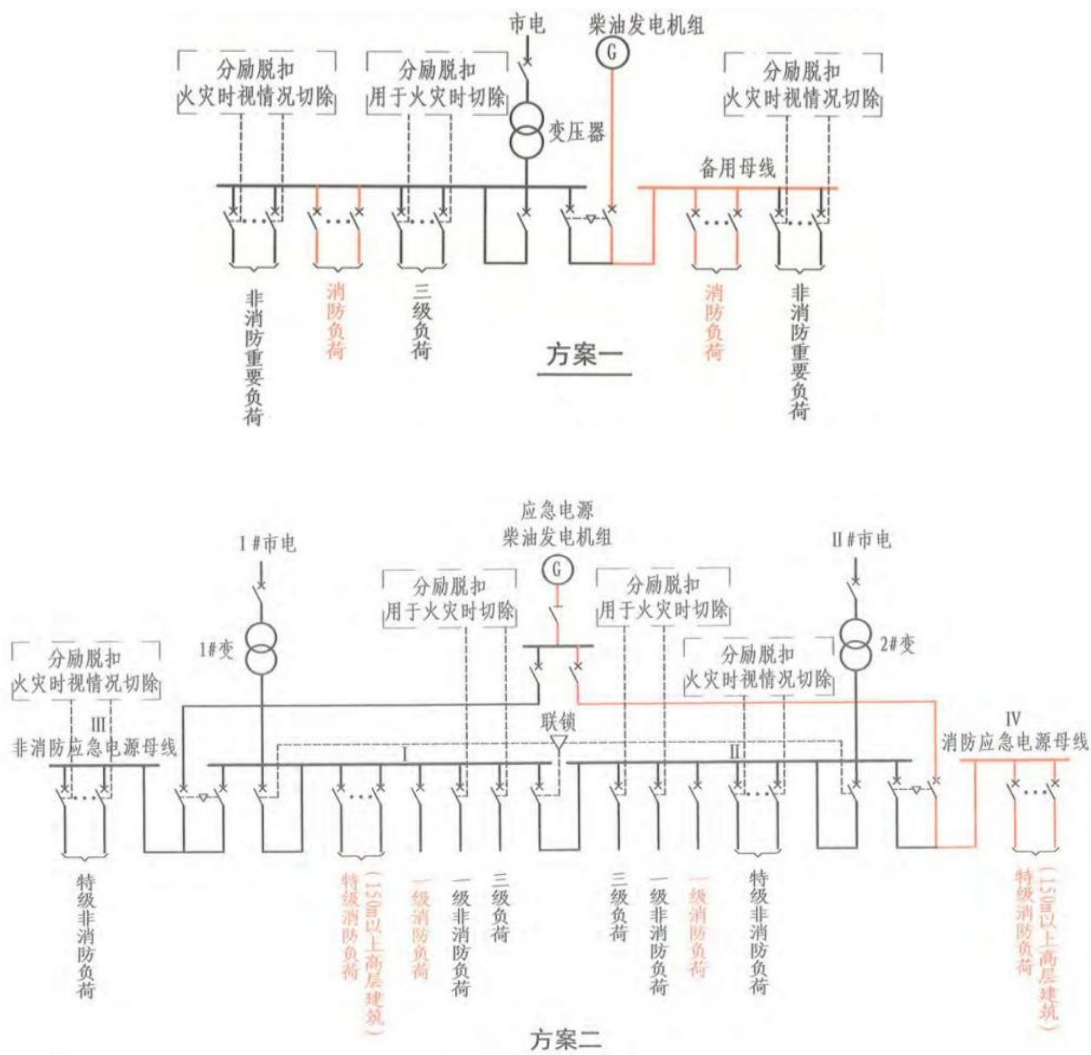 市电
柴油发电机组
G
分励脱扣
火灾时视情况切除
分励脱扣
用于火灾时切除
分励脱扣
火灾时视情况切除
变压器
备用母线
非消防重要负荷
消防负荷
三级负荷
消防负荷
非消防重要负荷
方案一
应急电源
柴油发电机组
G
I#市电
II#市电
分励脱扣
用于火灾时切除
分励脱扣
用于火灾时切除
1#变
2#变
分励脱扣
火灾时视情况切除
分励脱扣
火灾时视情况切除
III
非消防应急电源母线
联锁
IV
消防应急电源母线
I
II
特级非消防负荷
(150m以上高层建筑)
特级消防负荷
一级消防负荷
一级非消防负荷
三级负荷
三级负荷
一级非消防负荷
一级消防负荷
特级非消防负荷
(150m以上高层建筑)
特级消防负荷
方案二